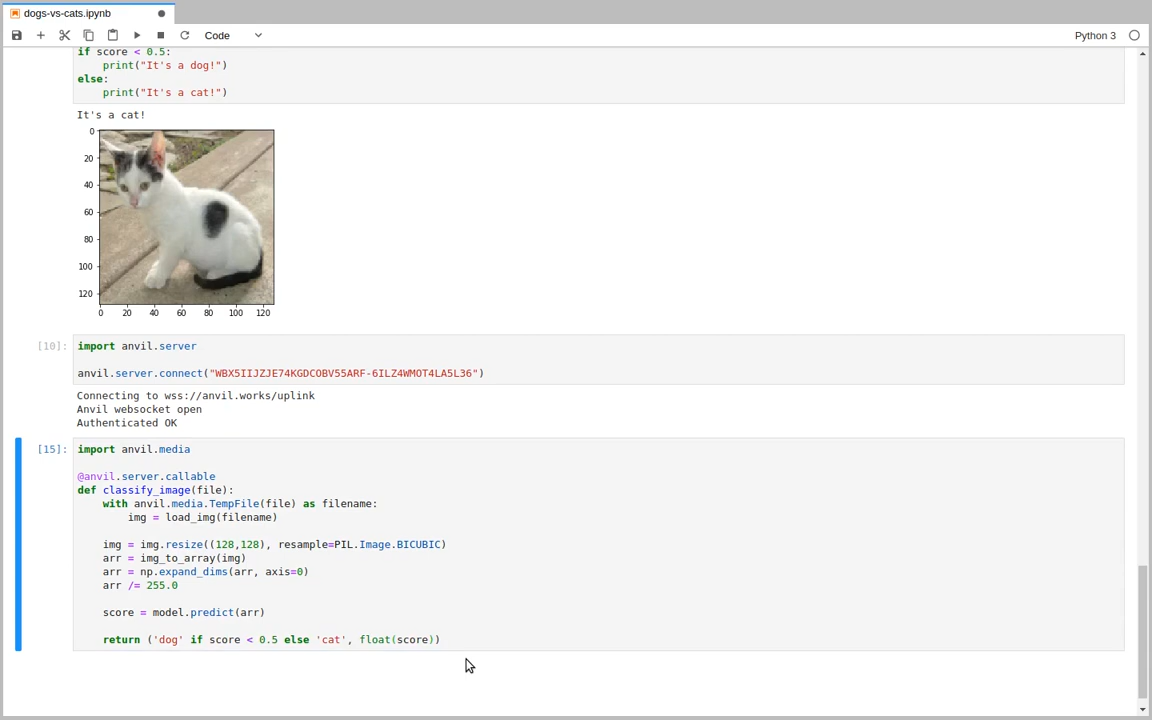 dogs-vs-cats.ipynb
Code
Python 3
if score < 0.5:
print("It's a dog!")
else:
print("It's a cat!")
It's a cat!
0
20
40
60
80
100
120
0 20 40 60 80 100 120
[10]: import anvil.server
anvil.server.connect("WBX5IIJZJE74KGDCOBV55ARF-6ILZ4WMOT4LA5L36")
Connecting to wss://anvil.works/uplink
Anvil websocket open
Authenticated OK
[15]: import anvil.media
@anvil.server.callable
def classify_image(file):
with anvil.media.TempFile(file) as filename:
img = load_img(filename)
img = img.resize((128,128), resample=PIL.Image.BICUBIC)
arr = img_to_array(img)
arr = np.expand_dims(arr, axis=0)
arr /= 255.0
score = model.predict(arr)
return ('dog' if score < 0.5 else 'cat', float(score))